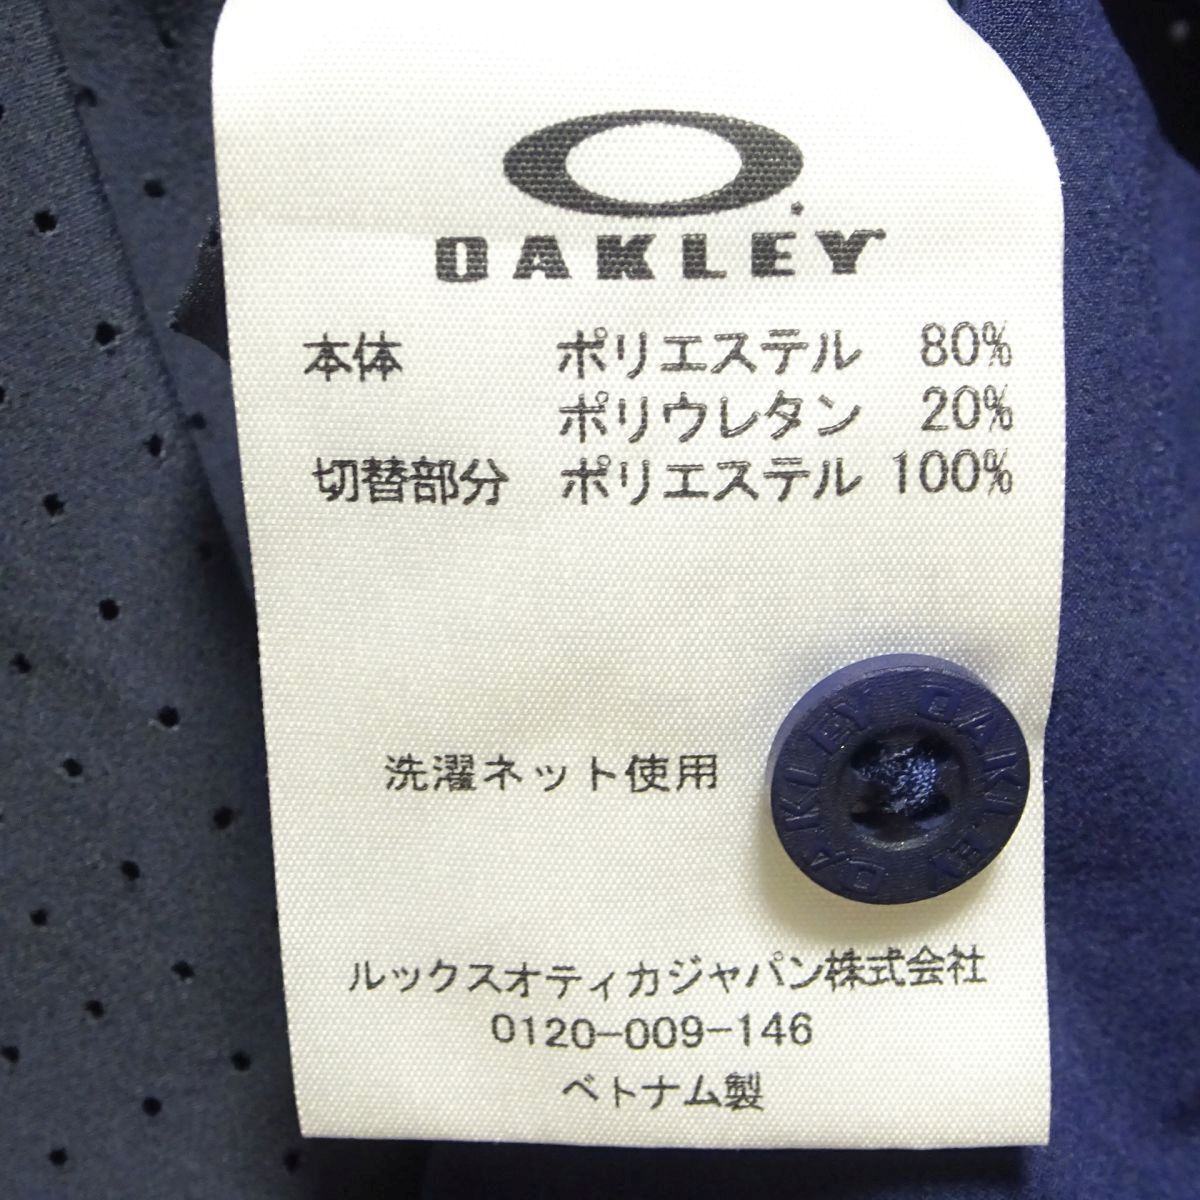 OAKLEY
本体 ポリエステル 80%
ポリウレタン 20%
切替部分 ポリエステル 100%
洗濯ネット使用
OAKLEY OAKLEY
ルックスオティカジャパン株式会社
0120-009-146
ベトナム製